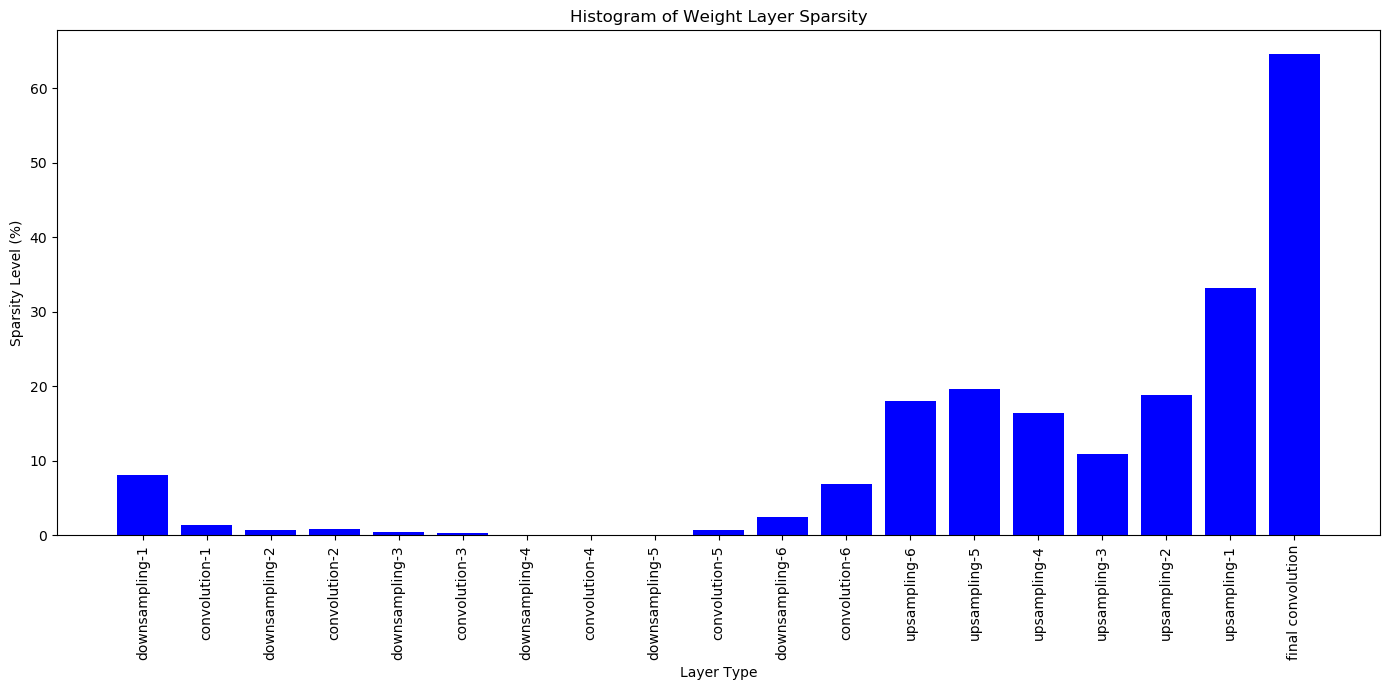 Histogram of Weight Layer Sparsity
Sparsity Level (%)
60
50
40
30
20
10
0
downsampling-1
convolution-1
downsampling-2
convolution-2
downsampling-3
convolution-3
downsampling-4
convolution-4
downsampling-5
convolution-5
downsampling-6
convolution-6
upsampling-6
upsampling-5
upsampling-4
upsampling-3
upsampling-2
upsampling-1
final convolution
Layer Type